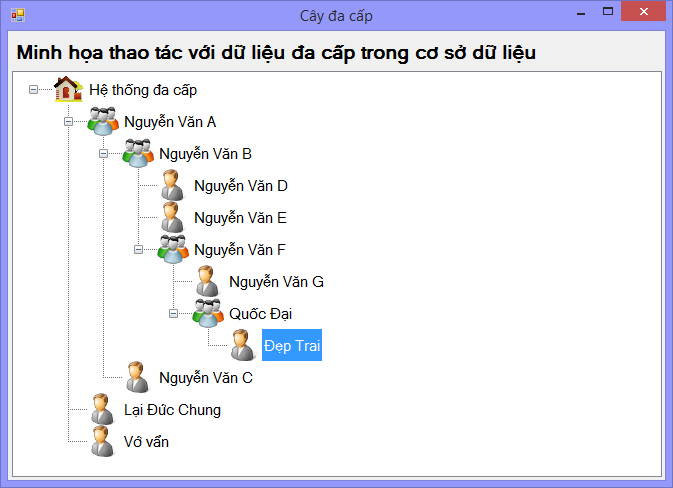 Cây đa cấp
Minh họa thao tác với dữ liệu đa cấp trong cơ sở dữ liệu
Hệ thống đa cấp
Nguyễn Văn A
Nguyễn Văn B
Nguyễn Văn D
Nguyễn Văn E
Nguyễn Văn F
Nguyễn Văn G
Quốc Đại
Đẹp Trai
Nguyễn Văn C
Lại Đức Chung
Vớ vẩn